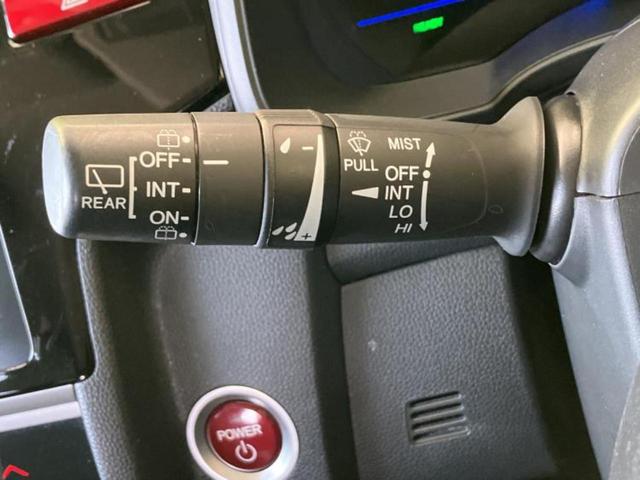 REAR
OFF
INT
ON
- 
+
PULL
MIST
OFF
INT
LO
HI
POWER